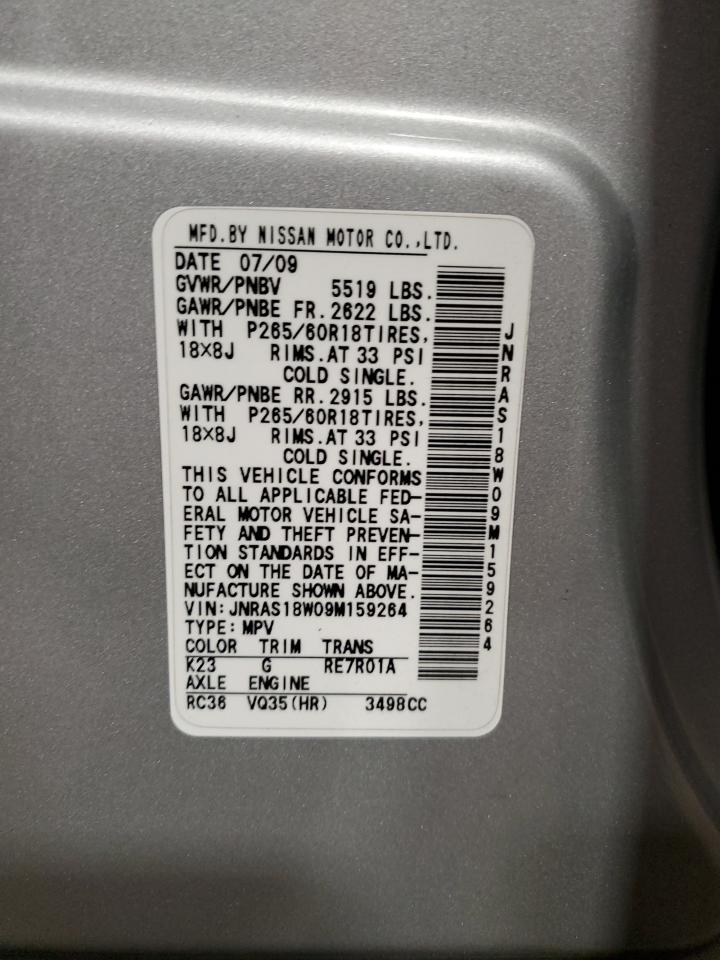 MFD.BY NISSAN MOTOR CO.,LTD.
DATE 07/09
GVWR/PNBV 5519 LBS.
GAWR/PNBE FR. 2622 LBS.
WITH P265/60R18TIRES,
18X8J RIMS.AT 33 PSI
COLD SINGLE.
GAWR/PNBE RR. 2915 LBS.
WITH P265/60R18TIRES,
18X8J RIMS.AT 33 PSI
COLD SINGLE.
THIS VEHICLE CONFORMS
TO ALL APPLICABLE FED-
ERAL MOTOR VEHICLE SA-
FETY AND THEFT PREVEN-
TION STANDARDS IN EFF-
ECT ON THE DATE OF MA-
NUFACTURE SHOWN ABOVE.
VIN: JNRAS18W09M159264
TYPE: MPV
COLOR TRIM TRANS
K23 G RE7R01A
AXLE ENGINE
RC36 VQ35(HR) 3498CC
JNRAS18W09M159264